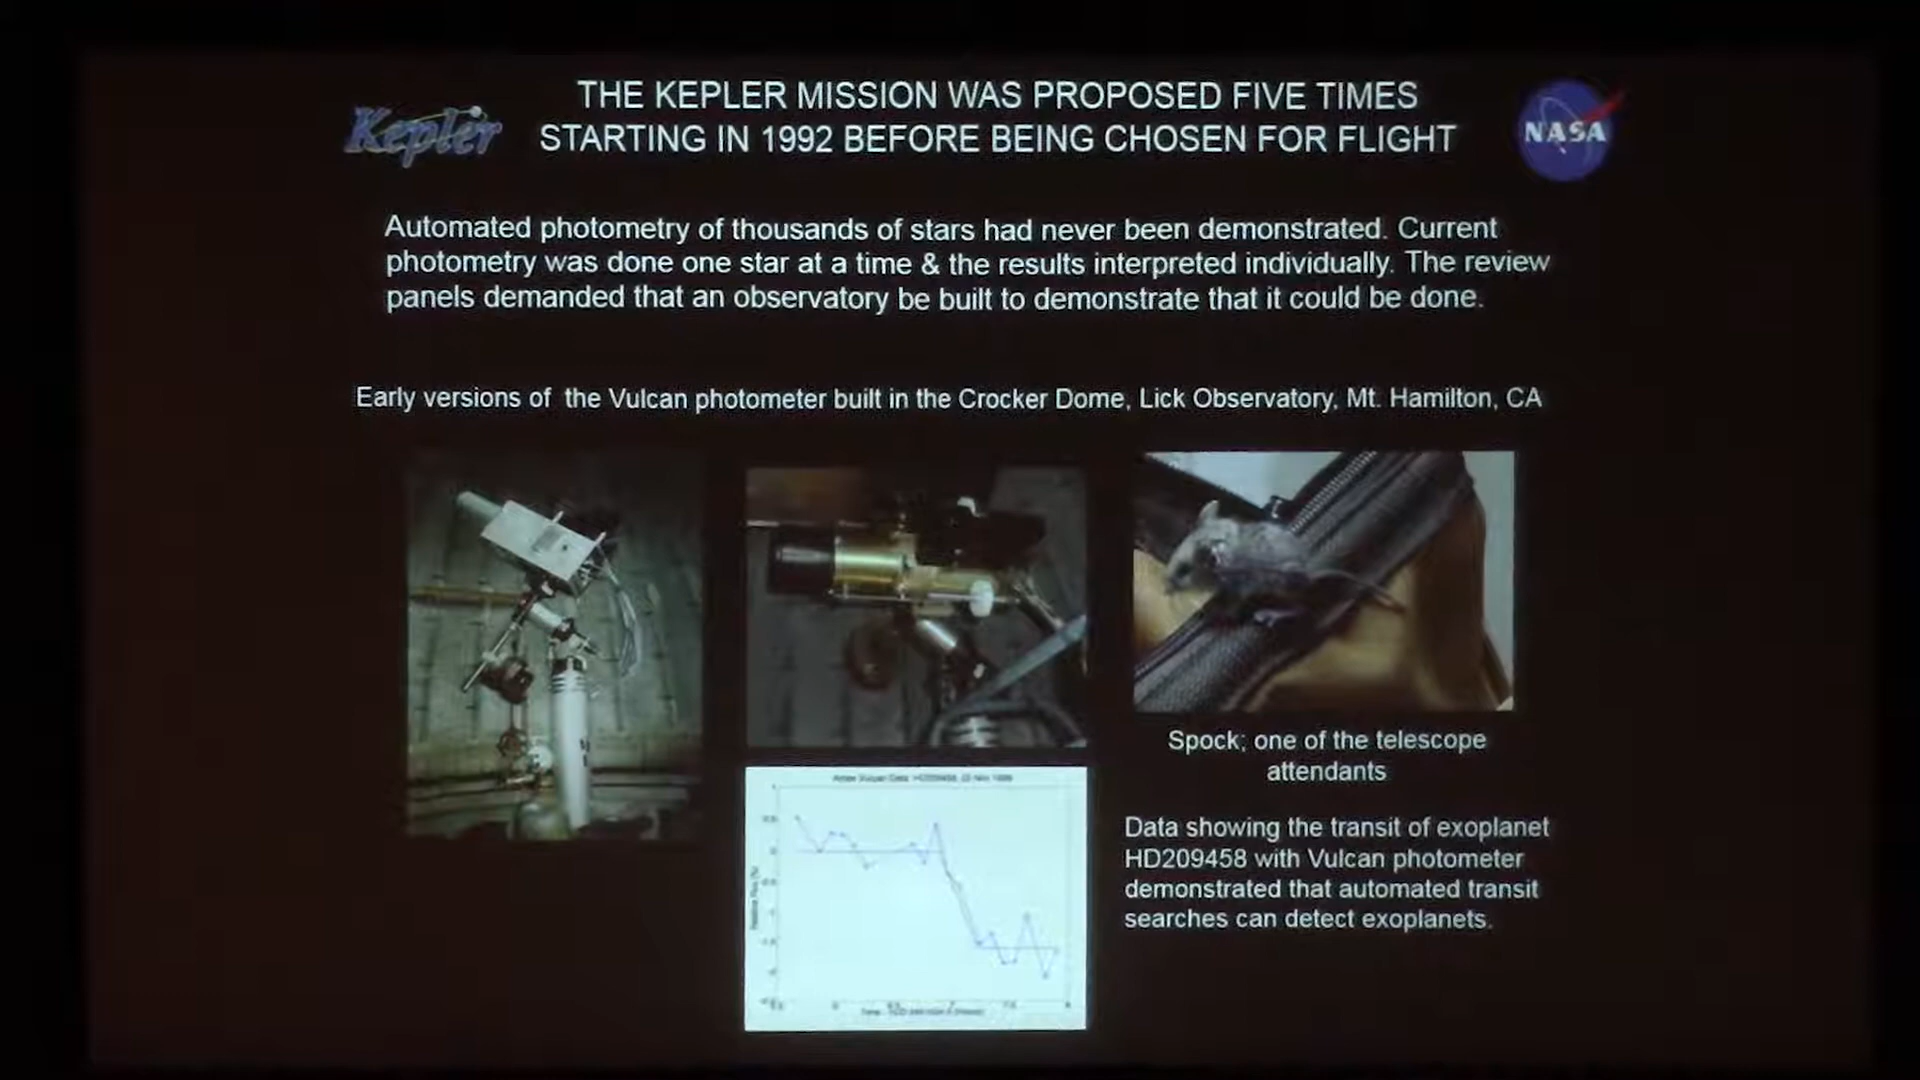 THE KEPLER MISSION WAS PROPOSED FIVE TIMES
STARTING IN 1992 BEFORE BEING CHOSEN FOR FLIGHT
Kepler
NASA
Automated photometry of thousands of stars had never been demonstrated. Current
photometry was done one star at a time & the results interpreted individually. The review
panels demanded that an observatory be built to demonstrate that it could be done.
Early versions of the Vulcan photometer built in the Crocker Dome, Lick Observatory, Mt. Hamilton, CA
Spock; one of the telescope
attendants
Data showing the transit of exoplanet
HD209458 with Vulcan photometer
demonstrated that automated transit
searches can detect exoplanets.